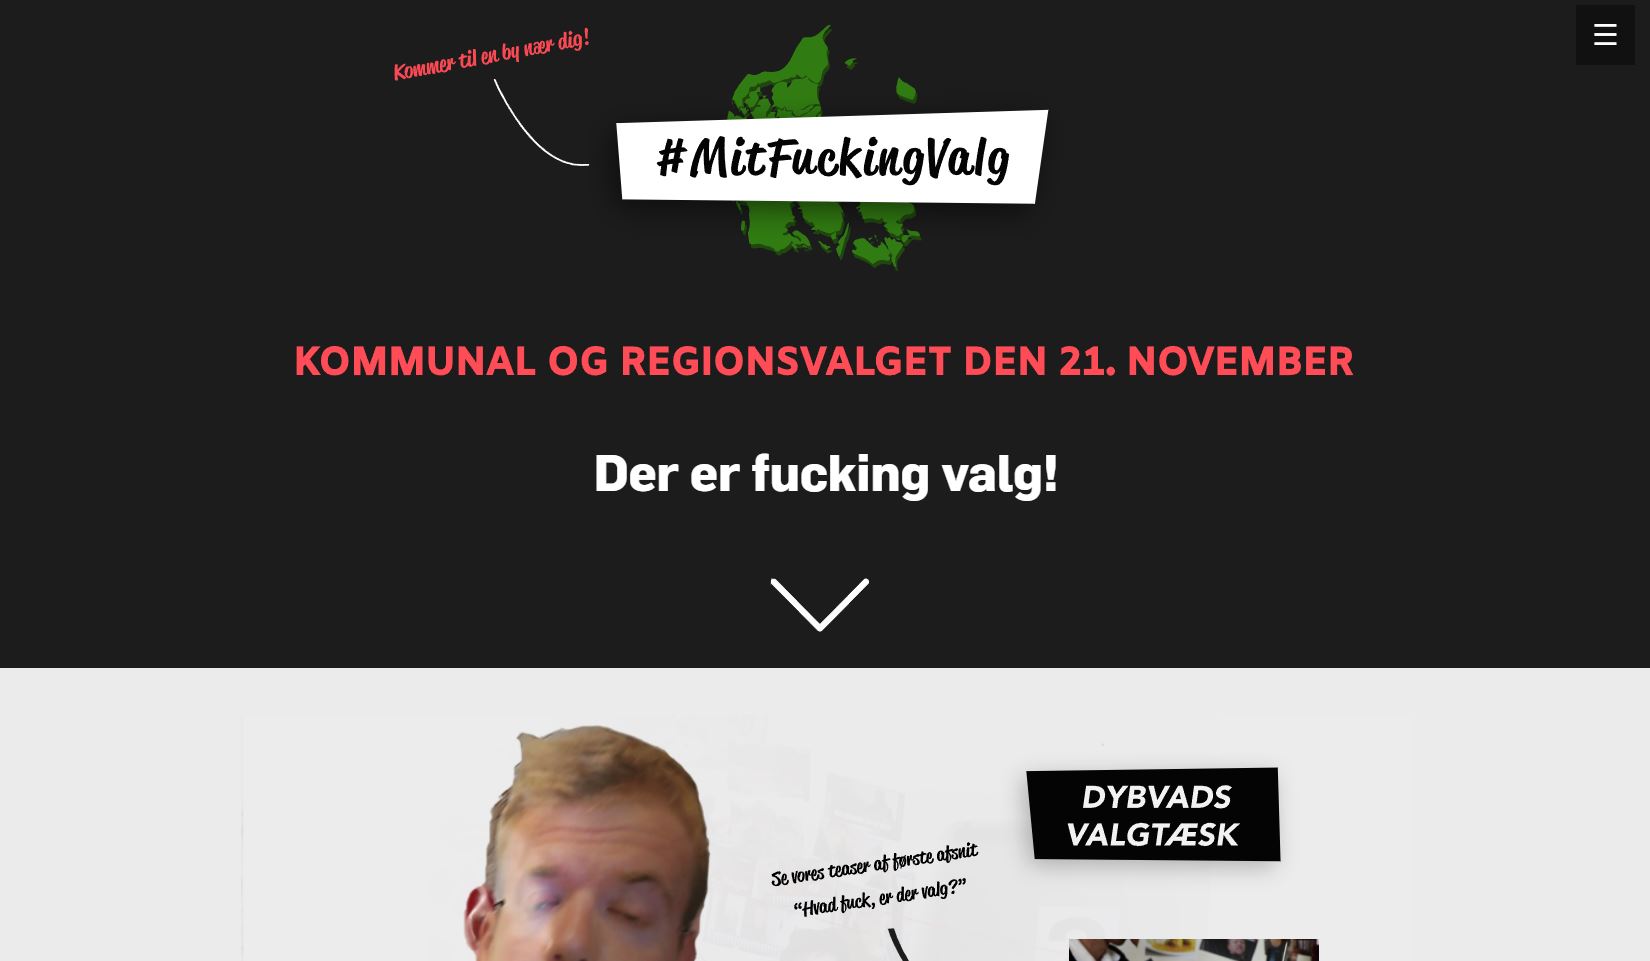 Kommer til en by nær dig!
#MitFuckingValg
KOMMUNAL OG REGIONSVALGET DEN 21. NOVEMBER
Der er fucking valg!
DYBVADS
VALGTÆSK
Se vores teaser af første afsnit
“Hvad fuck, er der valg?”